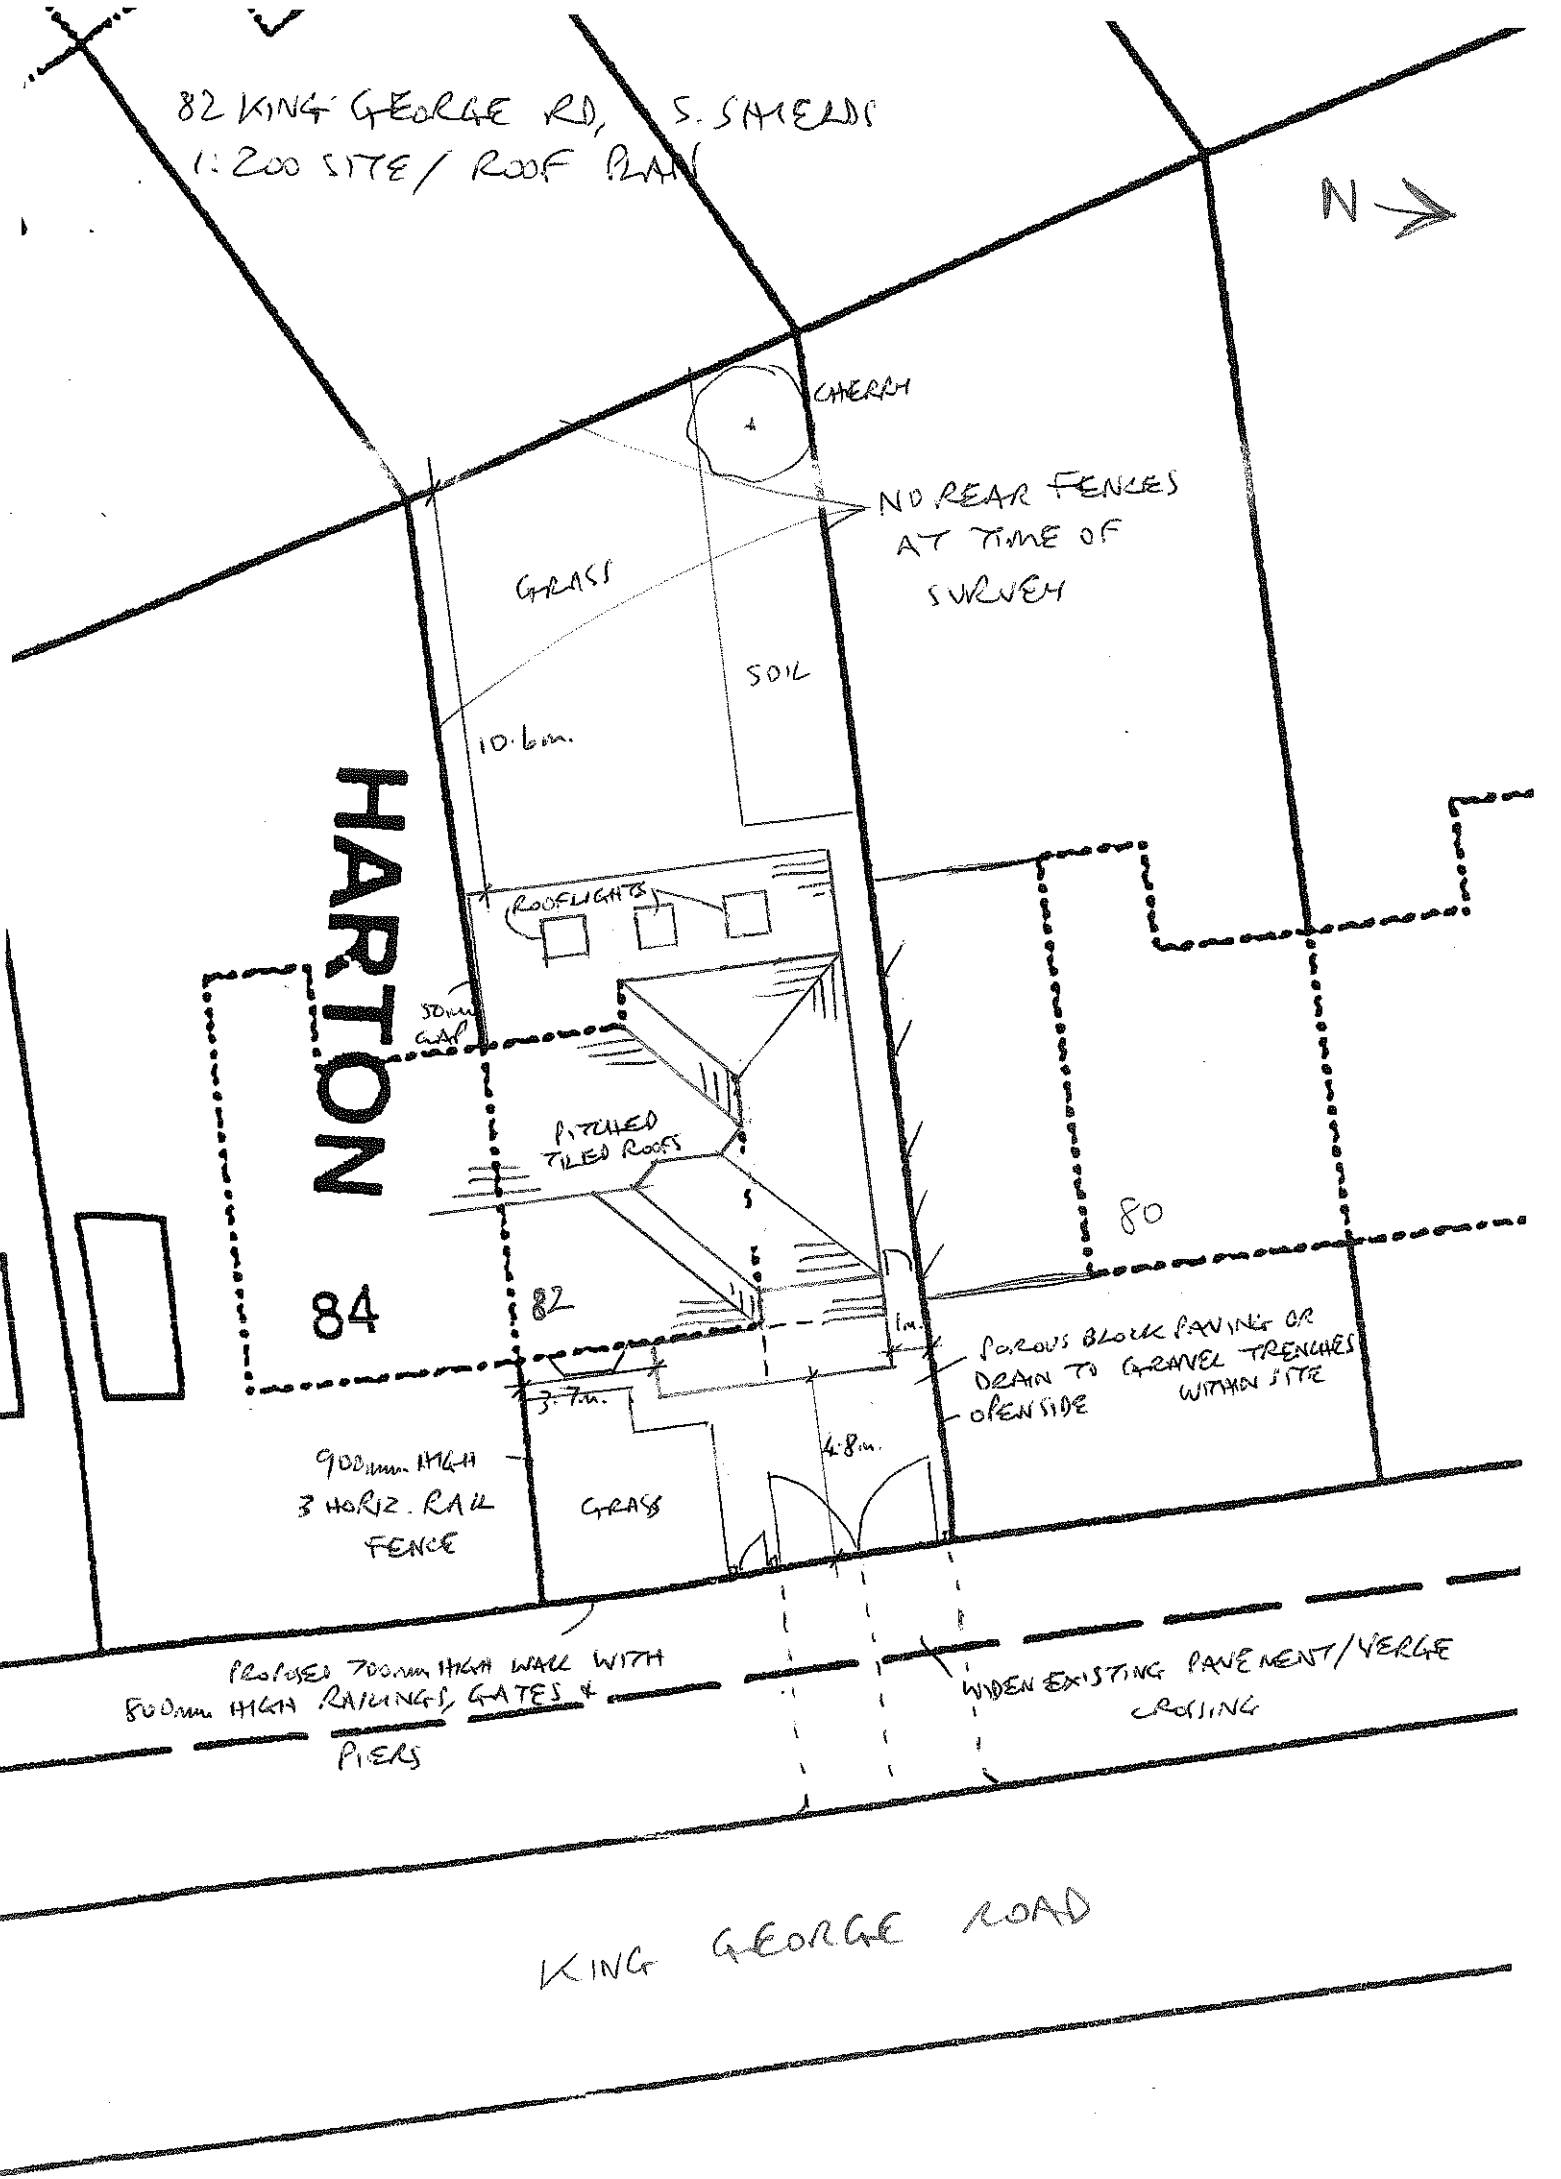 82 KING GEORGE RD, S. SHIELDS
1:200 SITE / ROOF PLAN
N
CHERRY
NO REAR FENCES
AT TIME OF
SURVEY
GRASS
SOIL
10.6m.
HARTON
ROOFLIGHTS
50mm
GAP
PITCHED
TILED ROOFS
80
84
82
1m.
POROUS BLOCK PAVING OR
DRAIN TO GRAVEL TRENCHES
WITHIN SITE
OPEN SIDE
3.7m.
4.8m.
900mm HIGH
3 HORIZ. RAIL
FENCE
GRASS
PROPOSED 700mm HIGH WALL WITH
800mm HIGH RAILINGS, GATES &
PIERS
WIDEN EXISTING PAVEMENT/VERGE
CROSSING
KING GEORGE ROAD